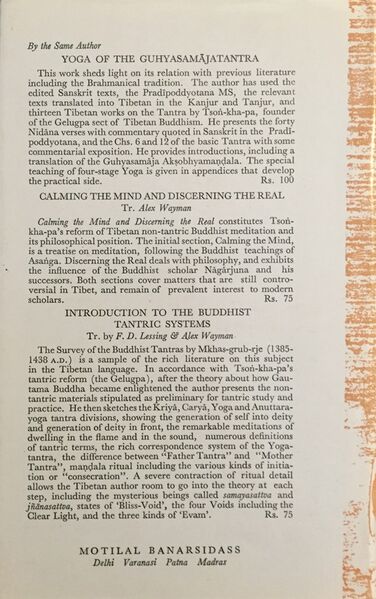 By the Same Author
YOGA OF THE GUHYASAMĀJATANTRA
This work sheds light on its relation with previous literature
including the Brahmanical tradition. The author has used the
edited Sanskrit texts, the Pradīpoddyotana MS, the relevant
texts translated into Tibetan in the Kanjur and Tanjur, and
thirteen Tibetan works on the Tantra by Tsoṅ-kha-pa, founder
of the Gelugpa sect of Tibetan Buddhism. He presents the forty
Nidāna verses with commentary quoted in Sanskrit in the Pradī-
poddyotana, and the Chs. 6 and 12 of the basic Tantra with some
commentarial exposition. He provides introductions, including a
translation of the Guhyasamāja Akṣobhyamaṇḍala. The special
teaching of four-stage Yoga is given in appendices that develop
the practical side. Rs. 100
CALMING THE MIND AND DISCERNING THE REAL
Tr. Alex Wayman
Calming the Mind and Discerning the Real constitutes Tsoṅ-
kha-pa's reform of Tibetan non-tantric Buddhist meditation and
its philosophical position. The initial section, Calming the Mind,
is a treatise on meditation, following the Buddhist teachings of
Asaṅga. Discerning the Real deals with philosophy, and exhibits
the influence of the Buddhist scholar Nāgārjuna and his
successors. Both sections cover matters that are still contro-
versial in Tibet, and remain of prevalent interest to modern
scholars. Rs. 75
INTRODUCTION TO THE BUDDHIST
TANTRIC SYSTEMS
Tr. by F. D. Lessing & Alex Wayman
The Survey of the Buddhist Tantras by Mkhas-grub-rje (1385-
1438 A.D.) is a sample of the rich literature on this subject
in the Tibetan language. In accordance with Tsoṅ-kha-pa's
tantric reform (the Gelugpa), after the theory about how Gau-
tama Buddha became enlightened the author presents the non-
tantric materials stipulated as preliminary for tantric study and
practice. He then sketches the Kriyā, Caryā, Yoga and Anuttara-
yoga tantra divisions, showing the generation of self into deity
and generation of deity in front, the remarkable meditations of
dwelling in the flame and in the sound, numerous definitions
of tantric terms, the rich correspondence system of the Yoga-
tantra, the difference between "Father Tantra" and "Mother
Tantra", maṇḍala ritual including the various kinds of initia-
tion or "consecration". A severe contraction of ritual detail
allows the Tibetan author room to go into the theory at each
step, including the mysterious beings called samayasattva and
jñānasattva, states of 'Bliss-Void', the four Voids including the
Clear Light, and the three kinds of 'Evam'. Rs. 75
MOTILAL BANARSIDASS
Delhi Varanasi Patna Madras